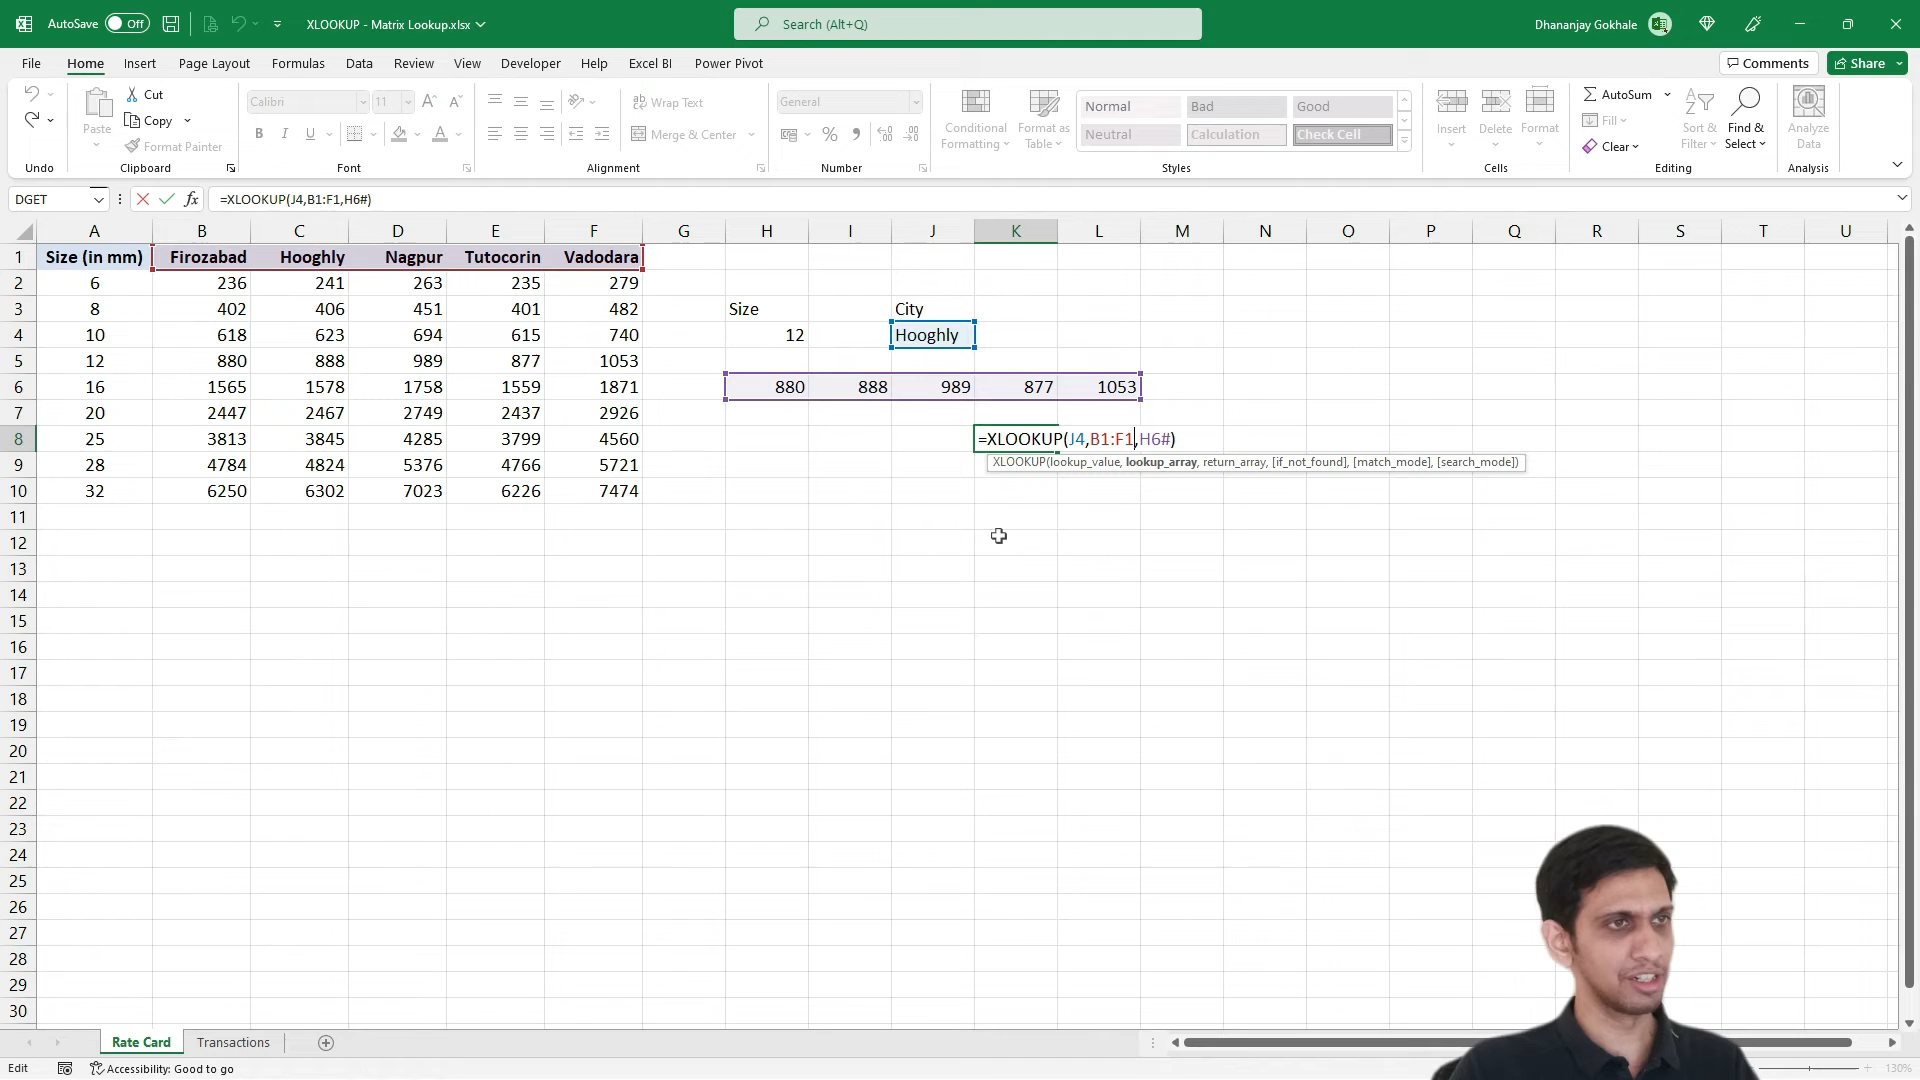 AutoSave Off XLOOKUP - Matrix Lookup.xlsx Search (Alt+Q) Dhananjay Gokhale
File Home Insert Page Layout Formulas Data Review View Developer Help Excel BI Power Pivot Comments Share
Cut Calibri 11 Wrap Text General Normal Bad Good AutoSum
Paste Copy Conditional Formatting Format as Table Insert Delete Format Fill Sort & Filter Find & Select Analyze Data
Format Painter B I U A Merge & Center % Neutral Calculation Check Cell Clear
Undo Clipboard Font Alignment Number Styles Cells Editing Analysis
DGET fx =XLOOKUP(J4,B1:F1,H6#)
A B C D E F G H I J K L M N O P Q R S T U
1 Size (in mm) Firozabad Hooghly Nagpur Tutocorin Vadodara
2 6 236 241 263 235 279
3 8 402 406 451 401 482 Size City
4 10 618 623 694 615 740 12 Hooghly
5 12 880 888 989 877 1053
6 16 1565 1578 1758 1559 1871 880 888 989 877 1053
7 20 2447 2467 2749 2437 2926
8 25 3813 3845 4285 3799 4560 =XLOOKUP(J4,B1:F1,H6#)
9 28 4784 4824 5376 4766 5721 XLOOKUP(lookup_value, lookup_array, return_array, [if_not_found], [match_mode], [search_mode])
10 32 6250 6302 7023 6226 7474
11
12
13
14
15
16
17
18
19
20
21
22
23
24
25
26
27
28
29
30
Rate Card Transactions
Edit Accessibility: Good to go 130%